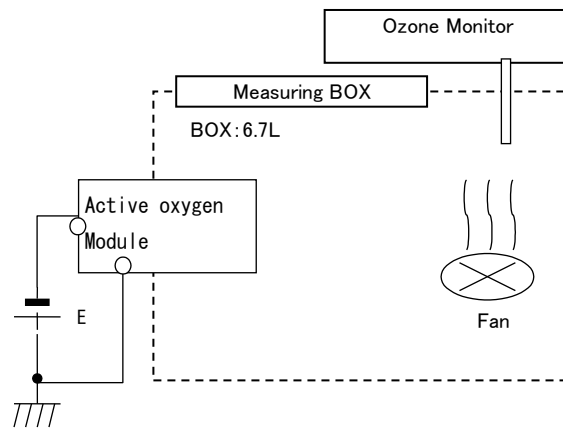 Ozone Monitor
Measuring BOX
BOX:6.7L
Active oxygen
Module
E
Fan